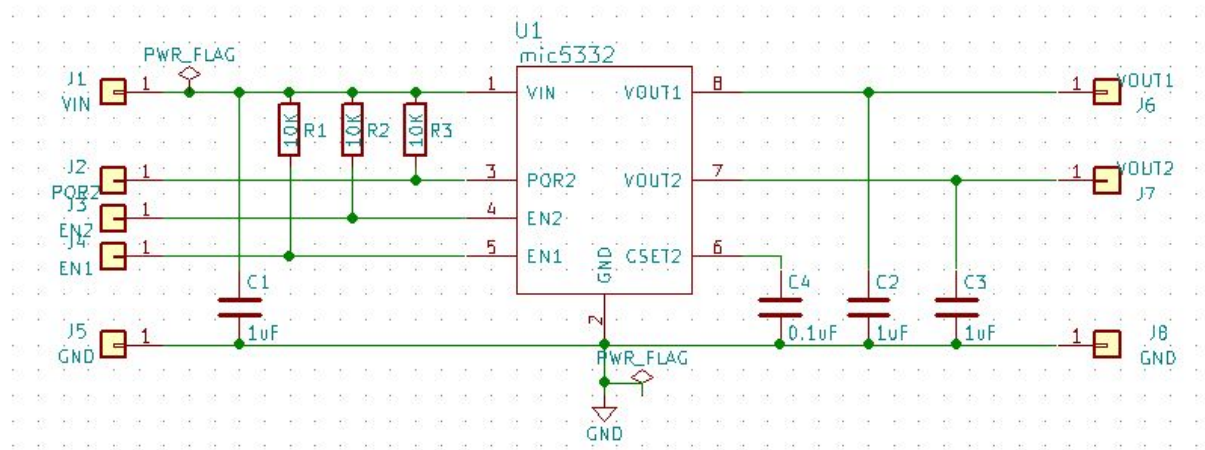 U1
mic5332
PWR_FLAG
J1
VIN
1
1
VIN
VOUT1
8
1
VOUT1
J6
10K
R1
10K
R2
10K
R3
J2
POR2
1
3
POR2
VOUT2
7
1
VOUT2
J7
J3
EN2
1
4
EN2
J4
EN1
1
5
EN1
GND
CSET2
6
C1
1uF
C4
0.1uF
C2
1uF
C3
1uF
2
J5
GND
1
1
J8
GND
PWR_FLAG
GND